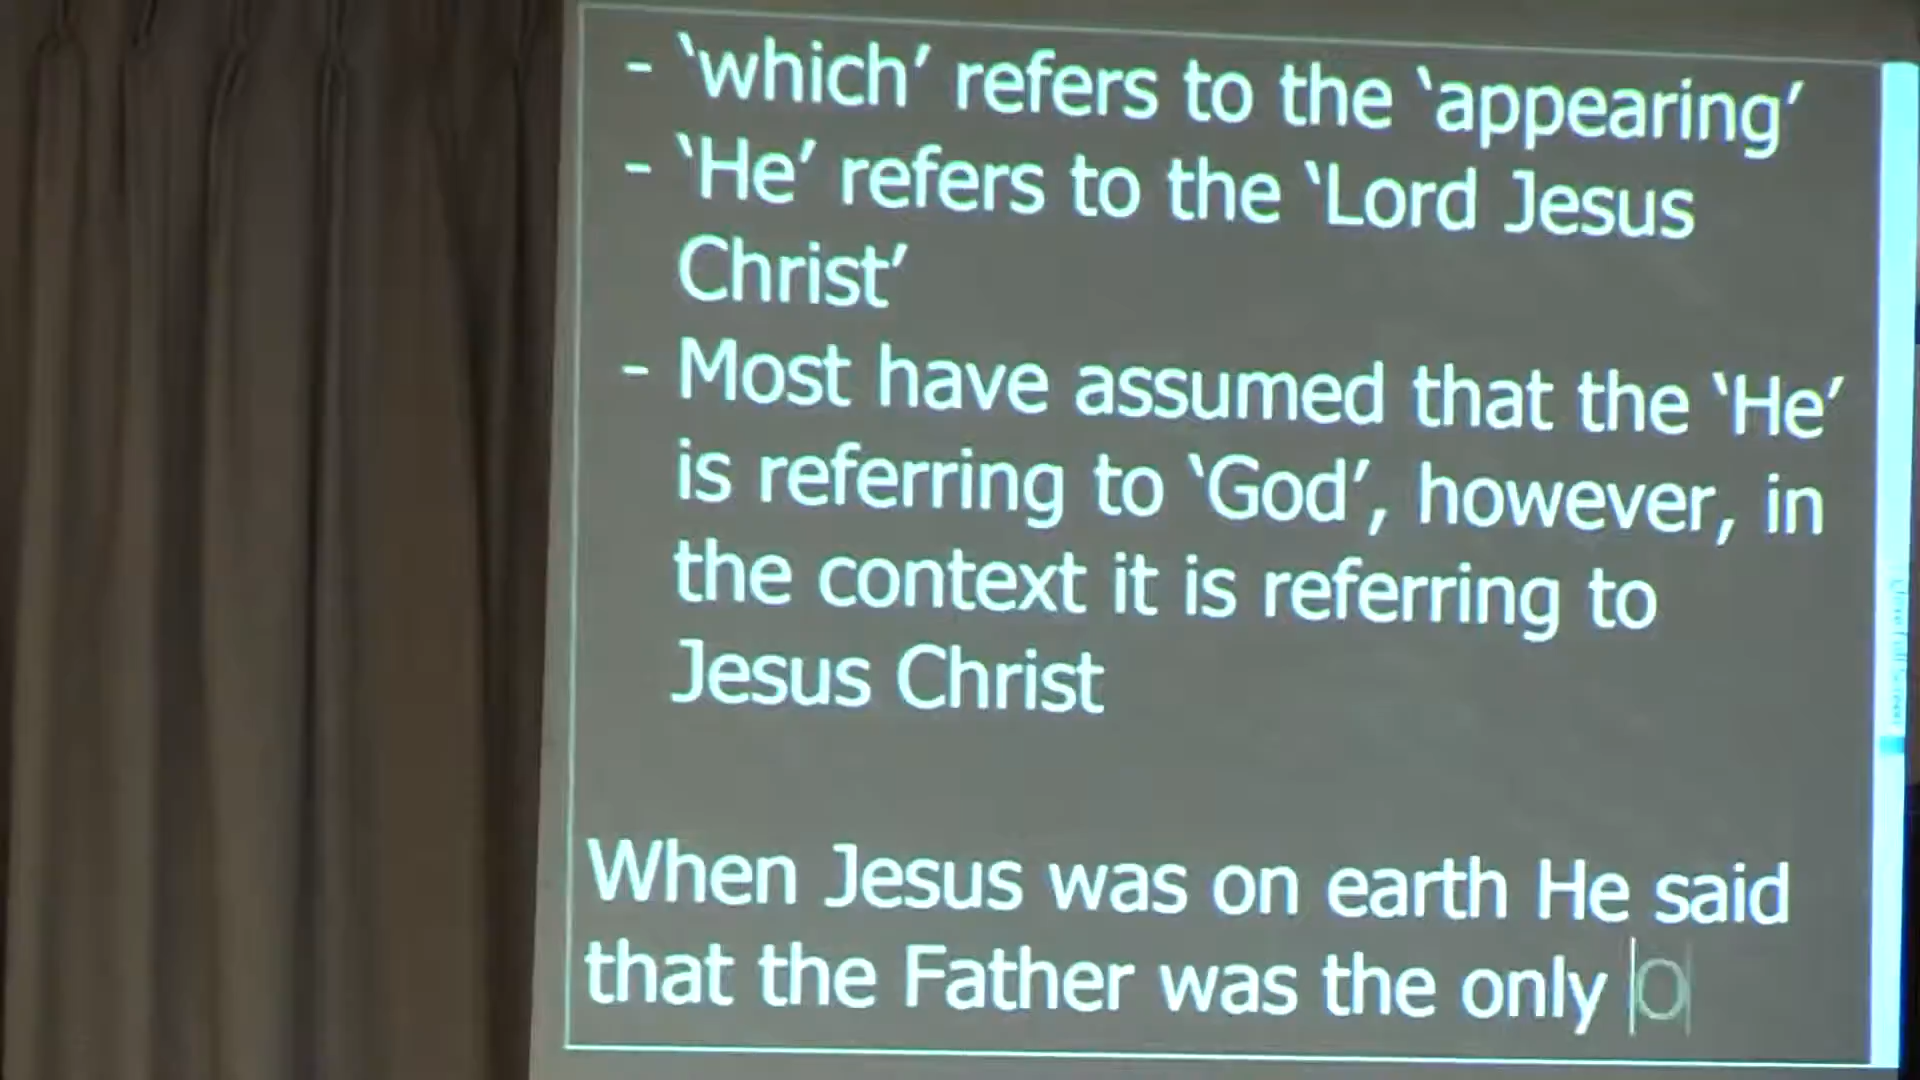 - ‘which’ refers to the ‘appearing’
- ‘He’ refers to the ‘Lord Jesus
Christ’
- Most have assumed that the ‘He’
is referring to ‘God’, however, in
the context it is referring to
Jesus Christ
When Jesus was on earth He said
that the Father was the only o